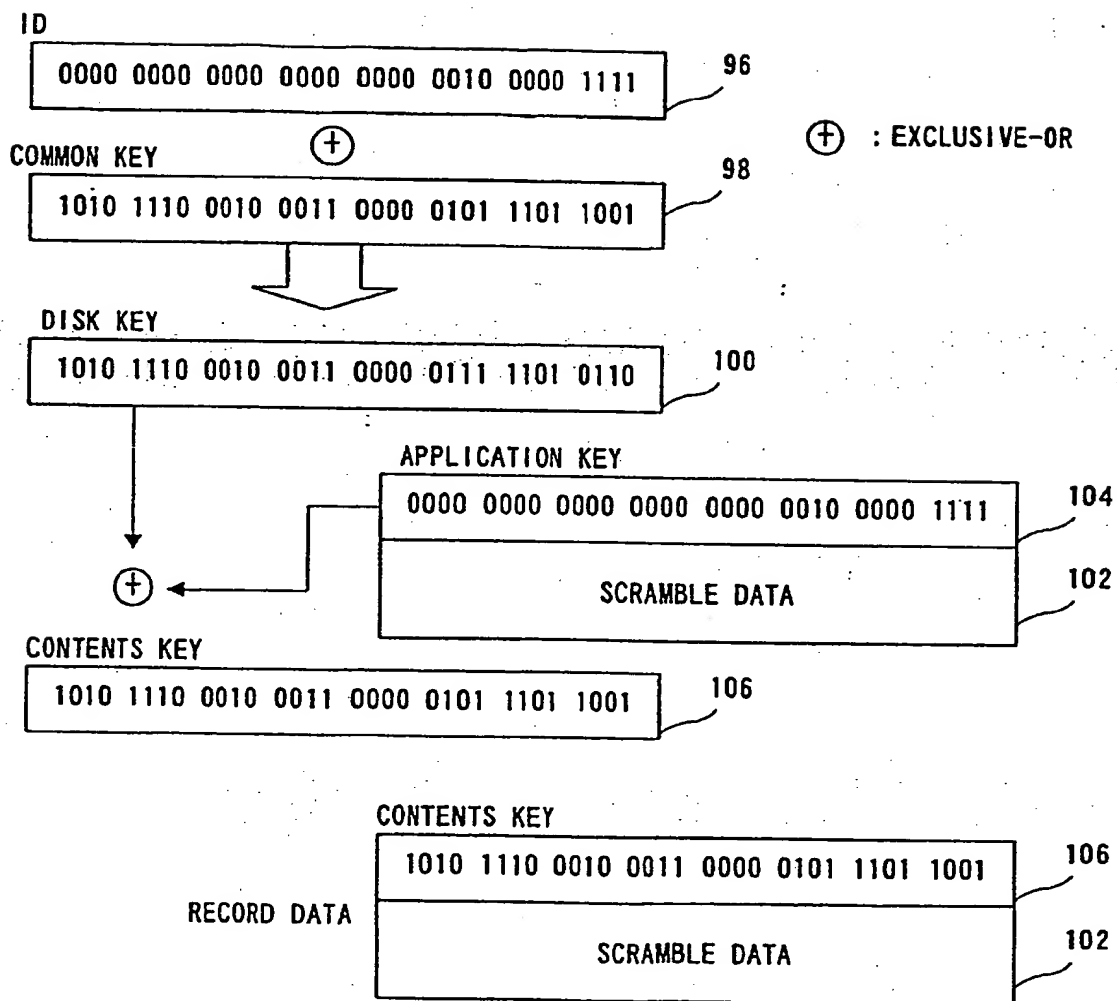 ID
0000 0000 0000 0000 0000 0010 0000 1111
96
+
+ : EXCLUSIVE-OR
COMMON KEY
98
1010 1110 0010 0011 0000 0101 1101 1001
DISK KEY
1010 1110 0010 0011 0000 0111 1101 0110
100
APPLICATION KEY
0000 0000 0000 0000 0000 0010 0000 1111
104
+
SCRAMBLE DATA
102
CONTENTS KEY
1010 1110 0010 0011 0000 0101 1101 1001
106
CONTENTS KEY
1010 1110 0010 0011 0000 0101 1101 1001
106
RECORD DATA
SCRAMBLE DATA
102